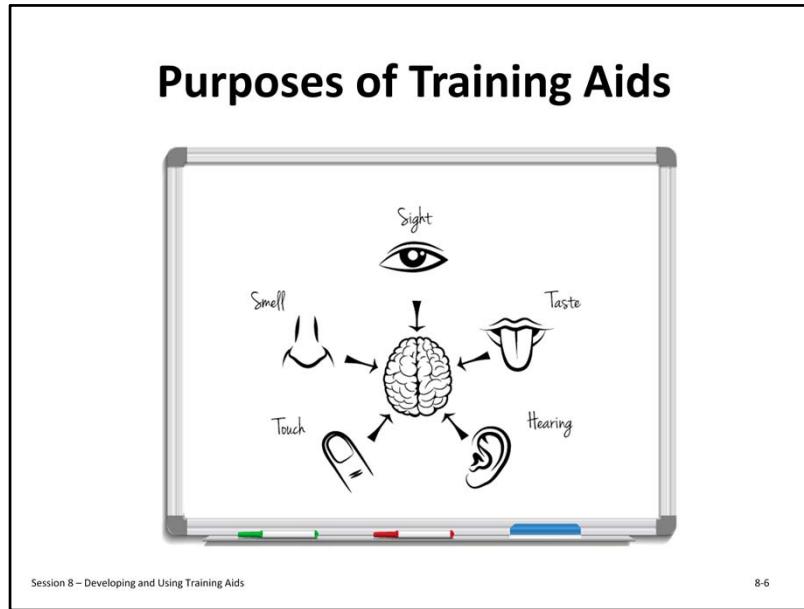 Purposes of Training Aids
Sight
Smell
Taste
Touch
Hearing
Session 8 – Developing and Using Training Aids
8-6